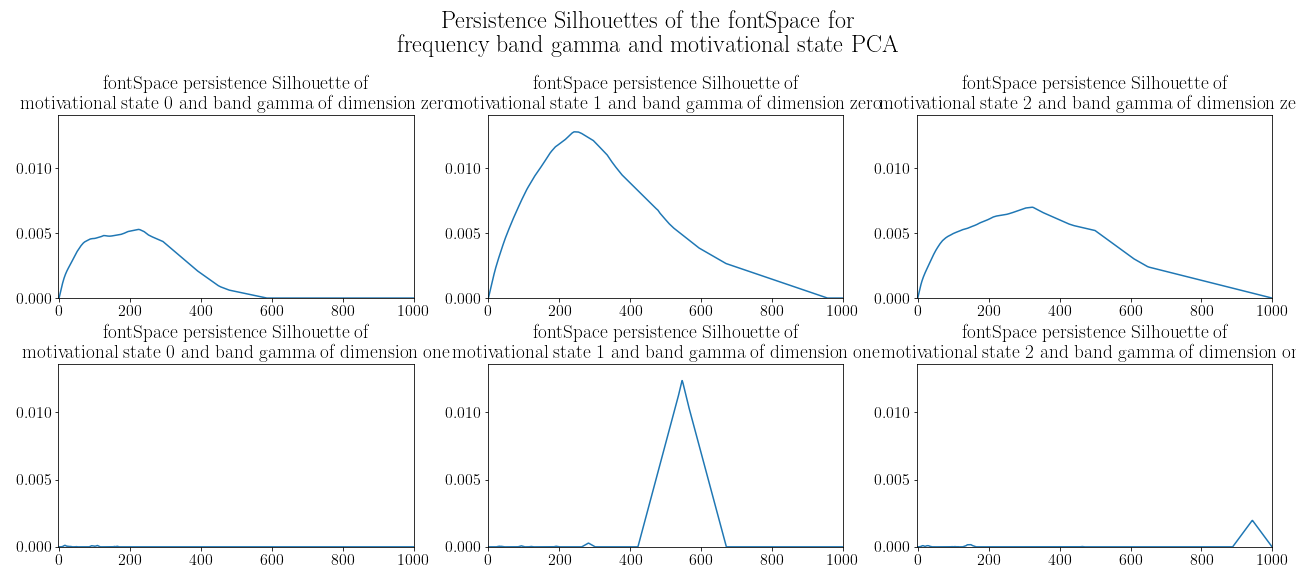 Persistence Silhouettes of the fontSpace for
frequency band gamma and motivational state PCA
fontSpace persistence Silhouette of
motivational state 0 and band gamma of dimension zero
fontSpace persistence Silhouette of
motivational state 1 and band gamma of dimension zero
fontSpace persistence Silhouette of
motivational state 2 and band gamma of dimension ze
0.010
0.005
0.000
0 200 400 600 800 1000
0.010
0.005
0.000
0 200 400 600 800 1000
0.010
0.005
0.000
0 200 400 600 800 1000
fontSpace persistence Silhouette of
motivational state 0 and band gamma of dimension one
fontSpace persistence Silhouette of
motivational state 1 and band gamma of dimension one
fontSpace persistence Silhouette of
motivational state 2 and band gamma of dimension on
0.010
0.005
0.000
0 200 400 600 800 1000
0.010
0.005
0.000
0 200 400 600 800 1000
0.010
0.005
0.000
0 200 400 600 800 1000